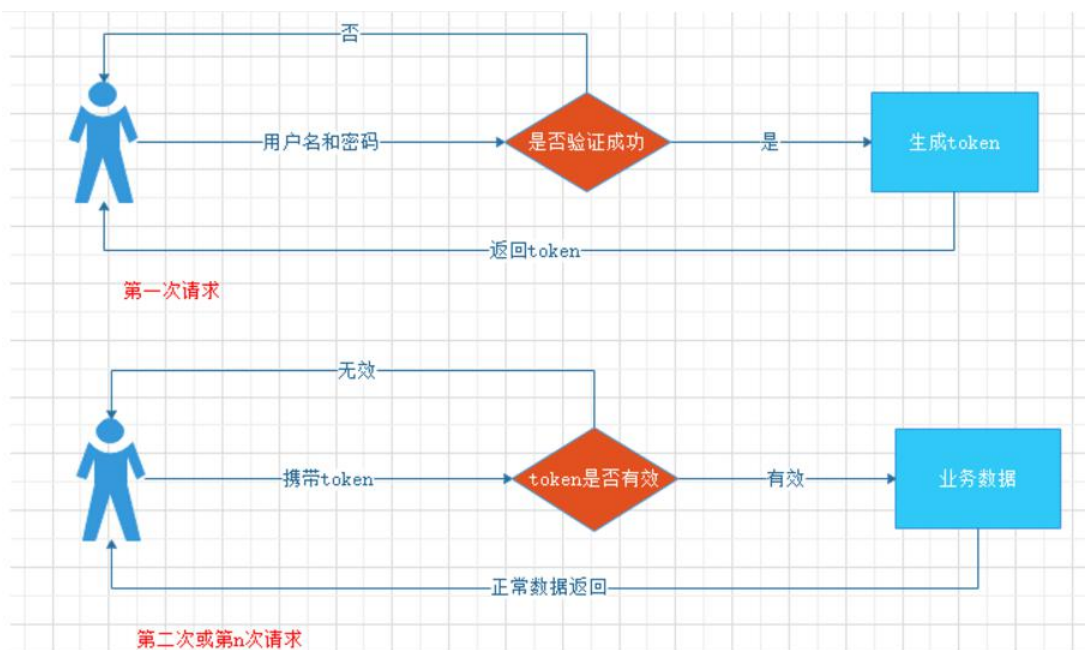 否
用户名和密码
是否验证成功
是
生成token
返回token
第一次请求
无效
携带token
token是否有效
有效
业务数据
正常数据返回
第二次或第n次请求